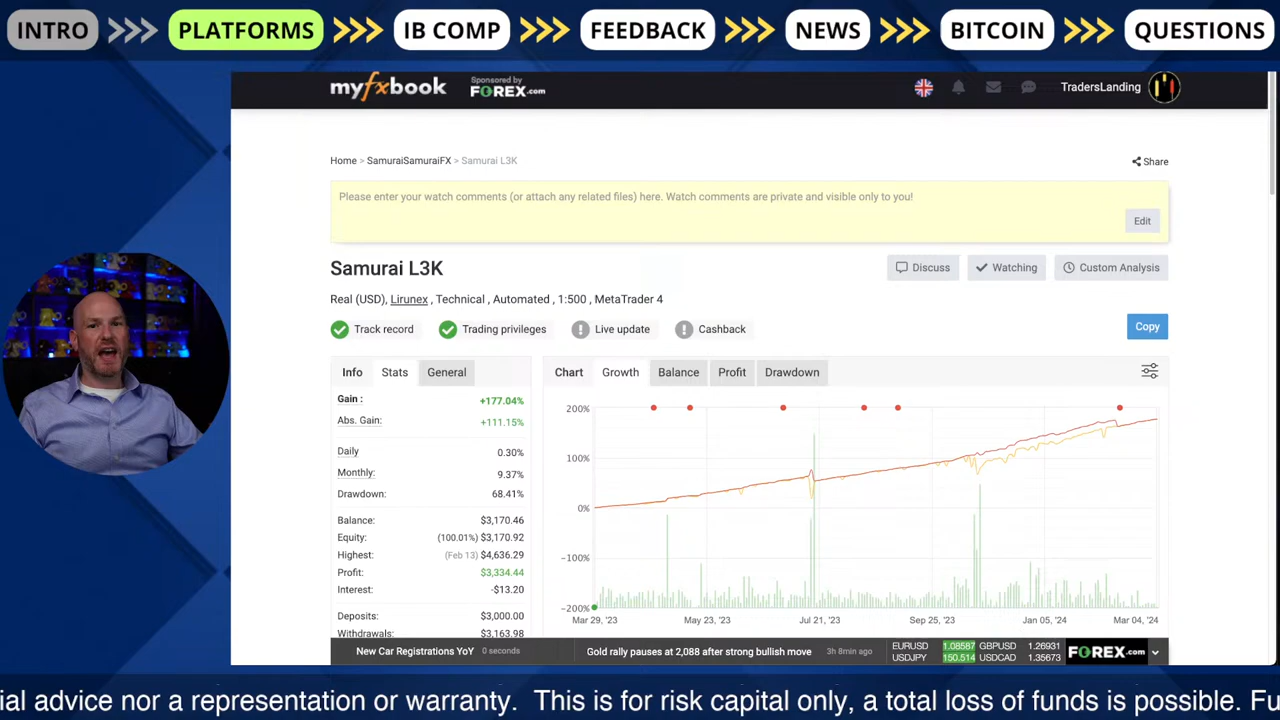 INTRO
PLATFORMS
IB COMP
FEEDBACK
NEWS
BITCOIN
QUESTIONS
myfxbook
Sponsored by
FOREX.com
TradersLanding
Home > SamuraiSamuraiFX > Samurai L3K
Share
Please enter your watch comments (or attach any related files) here. Watch comments are private and visible only to you!
Edit
Samurai L3K
Discuss
Watching
Custom Analysis
Real (USD), Lirunex , Technical , Automated , 1:500 , MetaTrader 4
Track record
Trading privileges
Live update
Cashback
Copy
Info Stats General
Gain : +177.04%
Abs. Gain: +111.15%
Daily 0.30%
Monthly: 9.37%
Drawdown: 68.41%
Balance: $3,170.46
Equity: (100.01%) $3,170.92
Highest: (Feb 13) $4,636.29
Profit: $3,334.44
Interest: -$13.20
Deposits: $3,000.00
Withdrawals: $3,163.98
Chart Growth Balance Profit Drawdown
200%
100%
0%
-100%
-200%
Mar 29, '23 May 23, '23 Jul 21, '23 Sep 25, '23 Jan 05, '24 Mar 04, '24
New Car Registrations YoY 0 seconds
Gold rally pauses at 2,088 after strong bullish move 3h 8min ago
EURUSD 1.08587 GPBUSD 1.26931
USDJPY 150.514 USDCAD 1.35673
FOREX.com
ial advice nor a representation or warranty. This is for risk capital only, a total loss of funds is possible. Fu